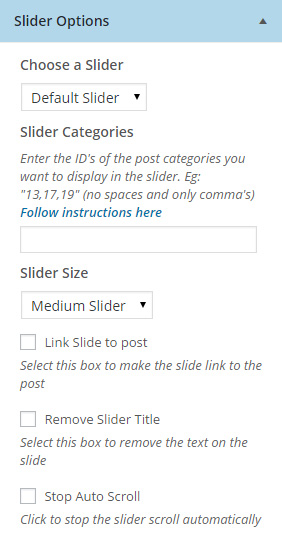 Slider Options
Choose a Slider
Default Slider
Slider Categories
Enter the ID's of the post categories you
want to display in the slider. Eg:
"13,17,19" (no spaces and only comma's)
Follow instructions here
Slider Size
Medium Slider
Link Slide to post
Select this box to make the slide link to the
post
Remove Slider Title
Select this box to remove the text on the
slide
Stop Auto Scroll
Click to stop the slider scroll automatically